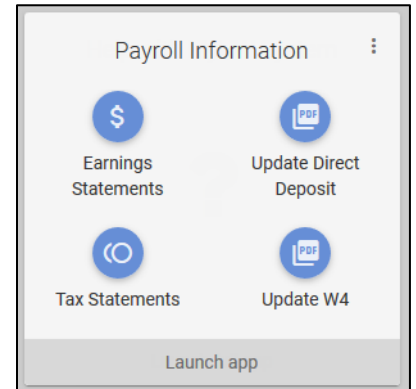 Payroll Information
$
PDF
Earnings
Statements
Update Direct
Deposit
PDF
Tax Statements
Update W4
Launch app